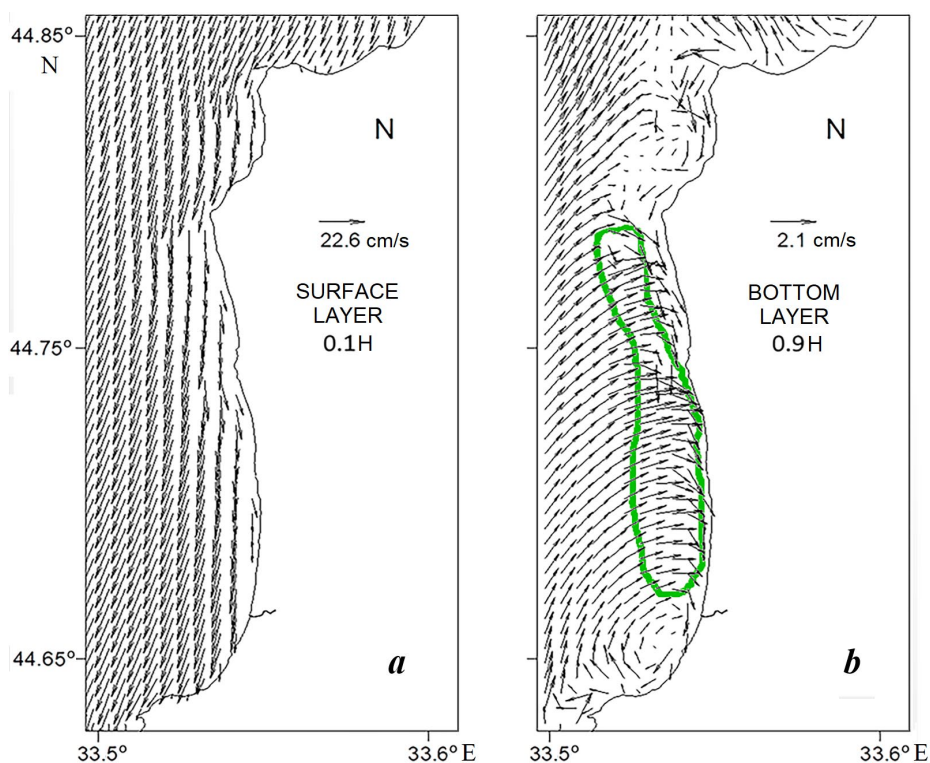 44.85°
N
N
22.6 cm/s
SURFACE
LAYER
0.1H
44.75°
44.65°
a
33.5°
33.6° E
N
2.1 cm/s
BOTTOM
LAYER
0.9H
b
33.5°
33.6° E